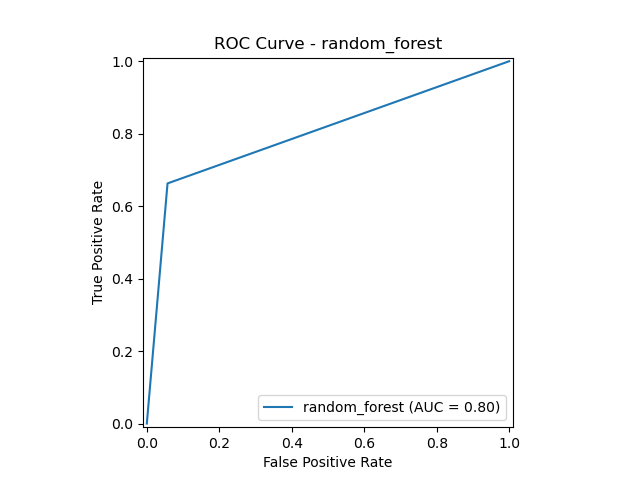 ROC Curve - random_forest
1.0
0.8
0.6
0.4
0.2
0.0
True Positive Rate
random_forest (AUC = 0.80)
0.0 0.2 0.4 0.6 0.8 1.0
False Positive Rate